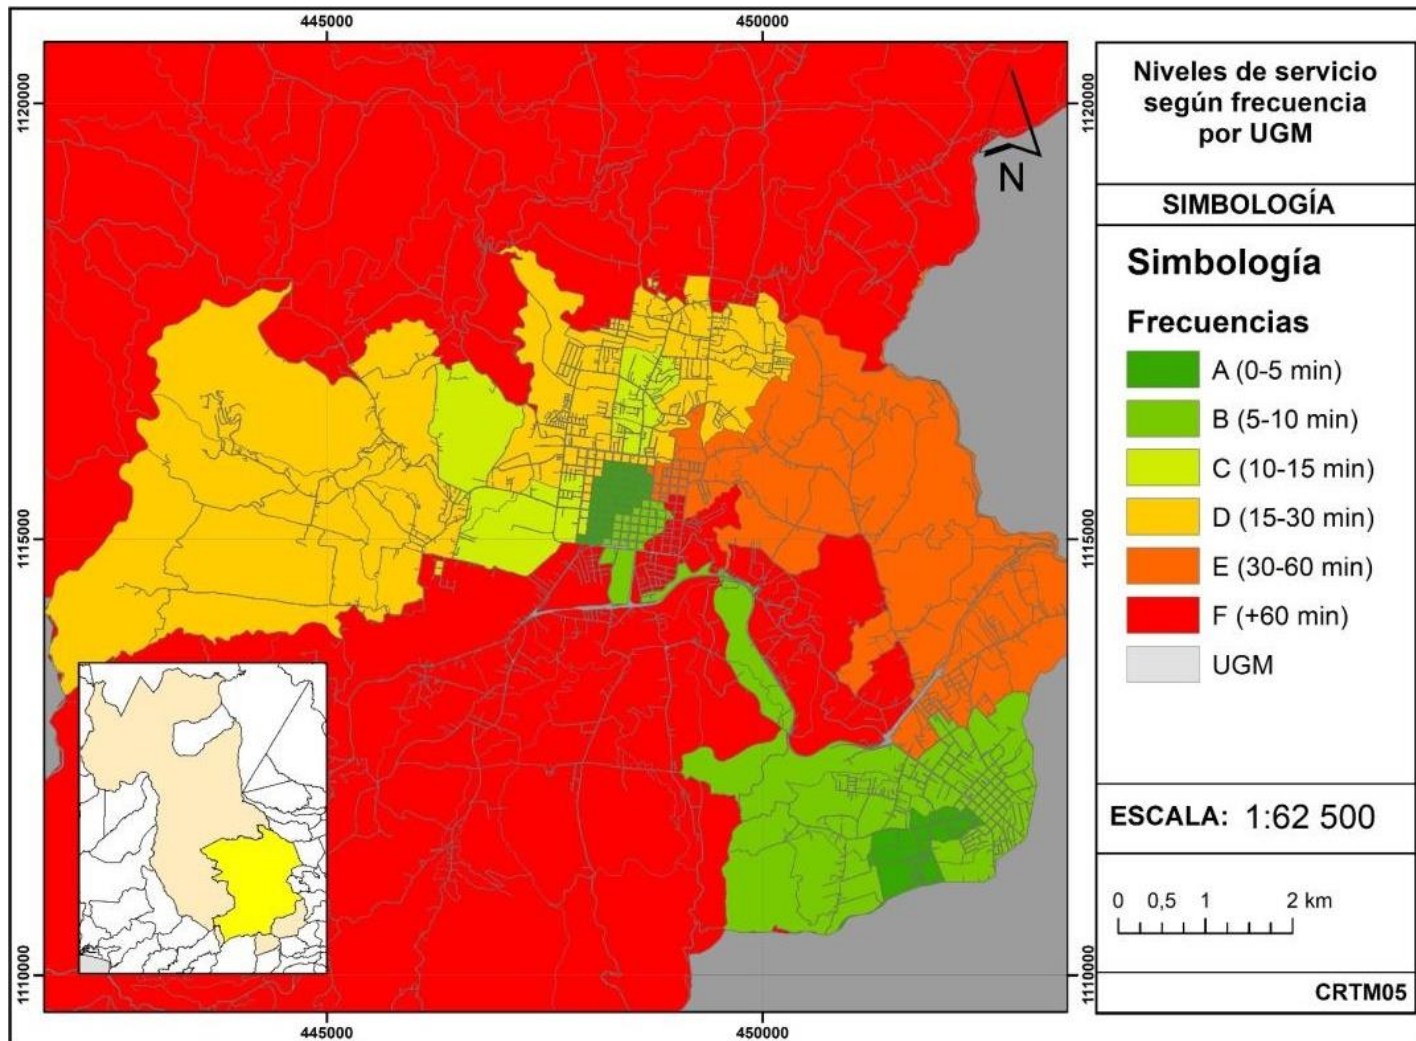 445000
450000
1120000
1120000
1115000
1115000
1110000
1110000
445000
450000
N
Niveles de servicio
según frecuencia
por UGM
SIMBOLOGÍA
Simbología
Frecuencias
A (0-5 min)
B (5-10 min)
C (10-15 min)
D (15-30 min)
E (30-60 min)
F (+60 min)
UGM
ESCALA: 1:62 500
0 0,5 1 2 km
CRTM05